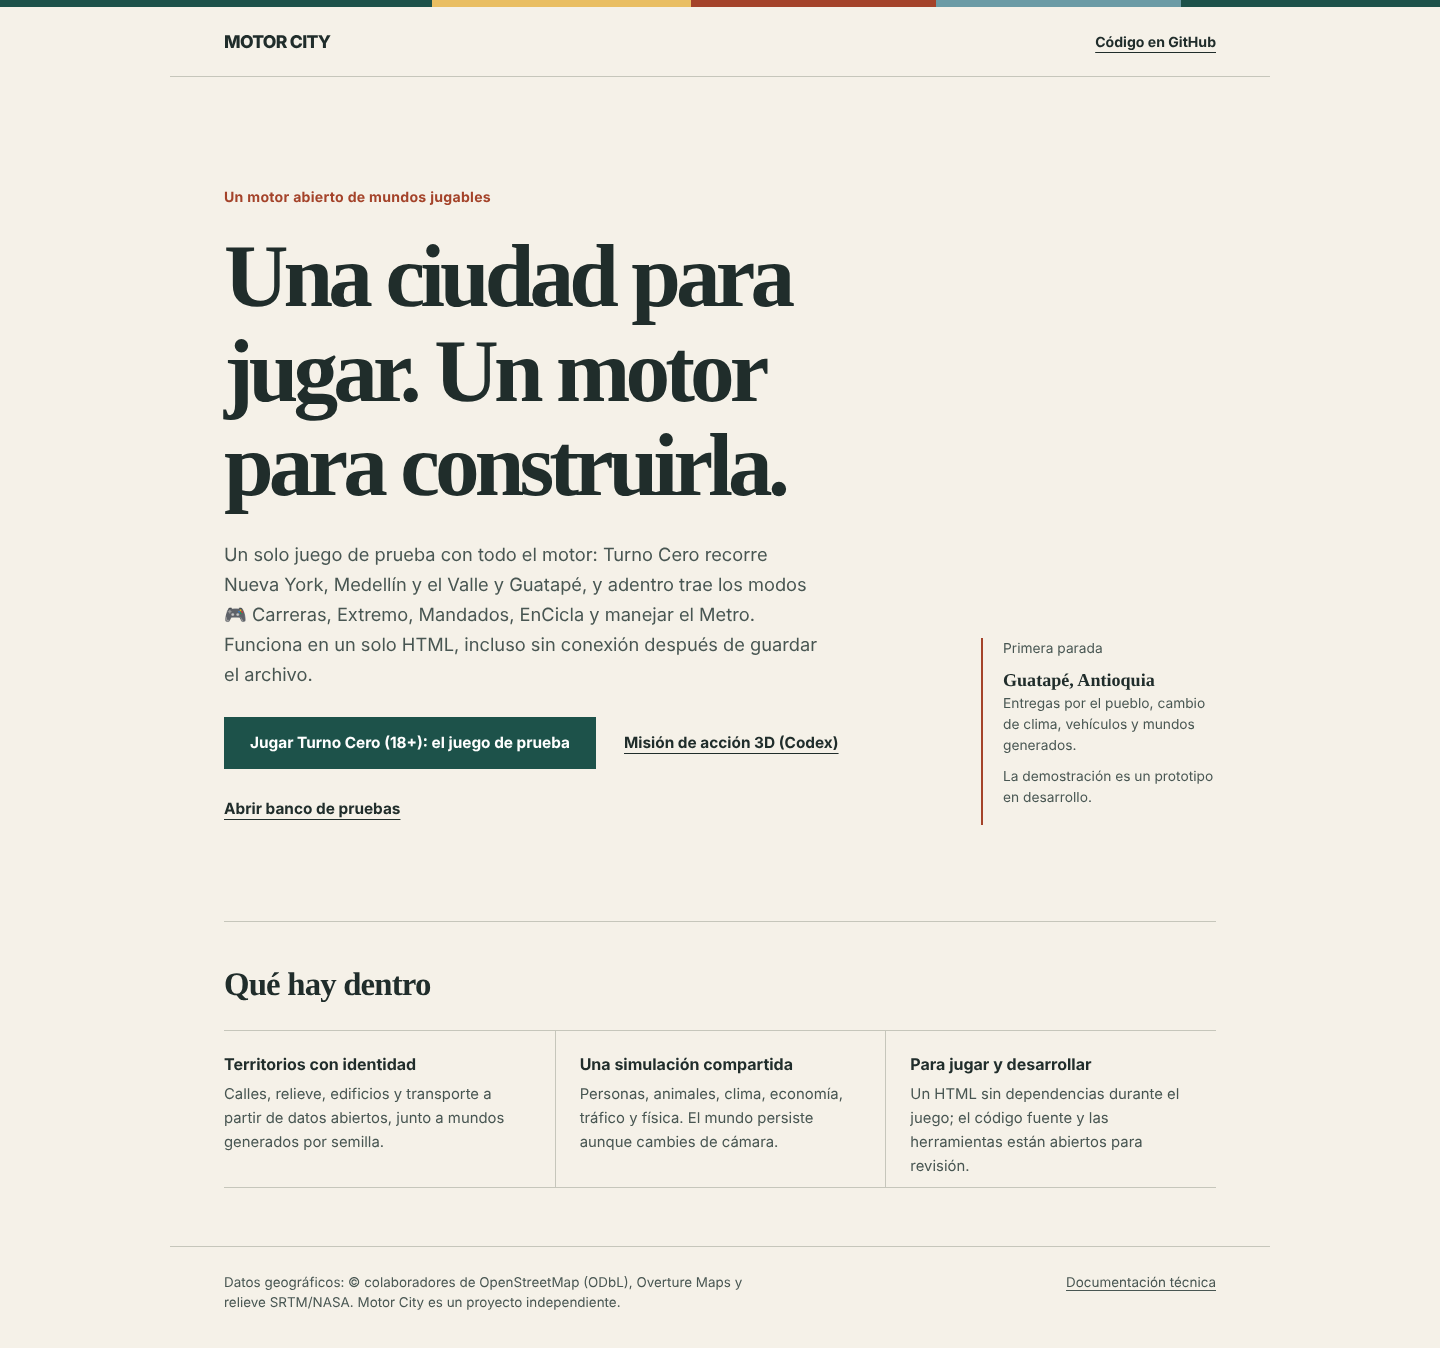 MOTOR CITY
Código en GitHub
Un motor abierto de mundos jugables
Una ciudad para
jugar. Un motor
para construirla.
Un solo juego de prueba con todo el motor: Turno Cero recorre
Nueva York, Medellín y el Valle y Guatapé, y adentro trae los modos
🎮 Carreras, Extremo, Mandados, EnCicla y manejar el Metro.
Funciona en un solo HTML, incluso sin conexión después de guardar
el archivo.
Jugar Turno Cero (18+): el juego de prueba
Misión de acción 3D (Codex)
Abrir banco de pruebas
Primera parada
Guatapé, Antioquia
Entregas por el pueblo, cambio
de clima, vehículos y mundos
generados.
La demostración es un prototipo
en desarrollo.
Qué hay dentro
Territorios con identidad
Calles, relieve, edificios y transporte a
partir de datos abiertos, junto a mundos
generados por semilla.
Una simulación compartida
Personas, animales, clima, economía,
tráfico y física. El mundo persiste
aunque cambies de cámara.
Para jugar y desarrollar
Un HTML sin dependencias durante el
juego; el código fuente y las
herramientas están abiertos para
revisión.
Datos geográficos: © colaboradores de OpenStreetMap (ODbL), Overture Maps y
relieve SRTM/NASA. Motor City es un proyecto independiente.
Documentación técnica